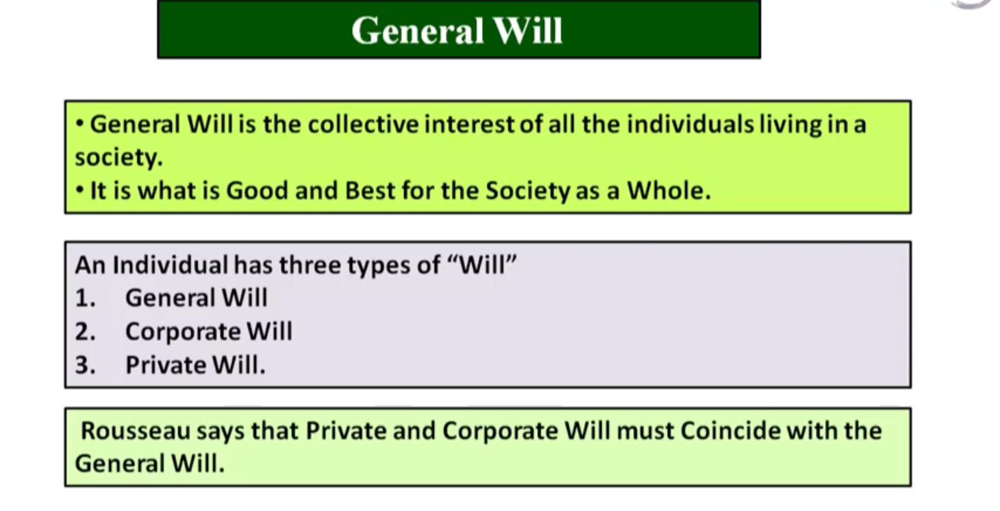 General Will
• General Will is the collective interest of all the individuals living in a
society.
• It is what is Good and Best for the Society as a Whole.
An Individual has three types of “Will”
1. General Will
2. Corporate Will
3. Private Will.
Rousseau says that Private and Corporate Will must Coincide with the
General Will.